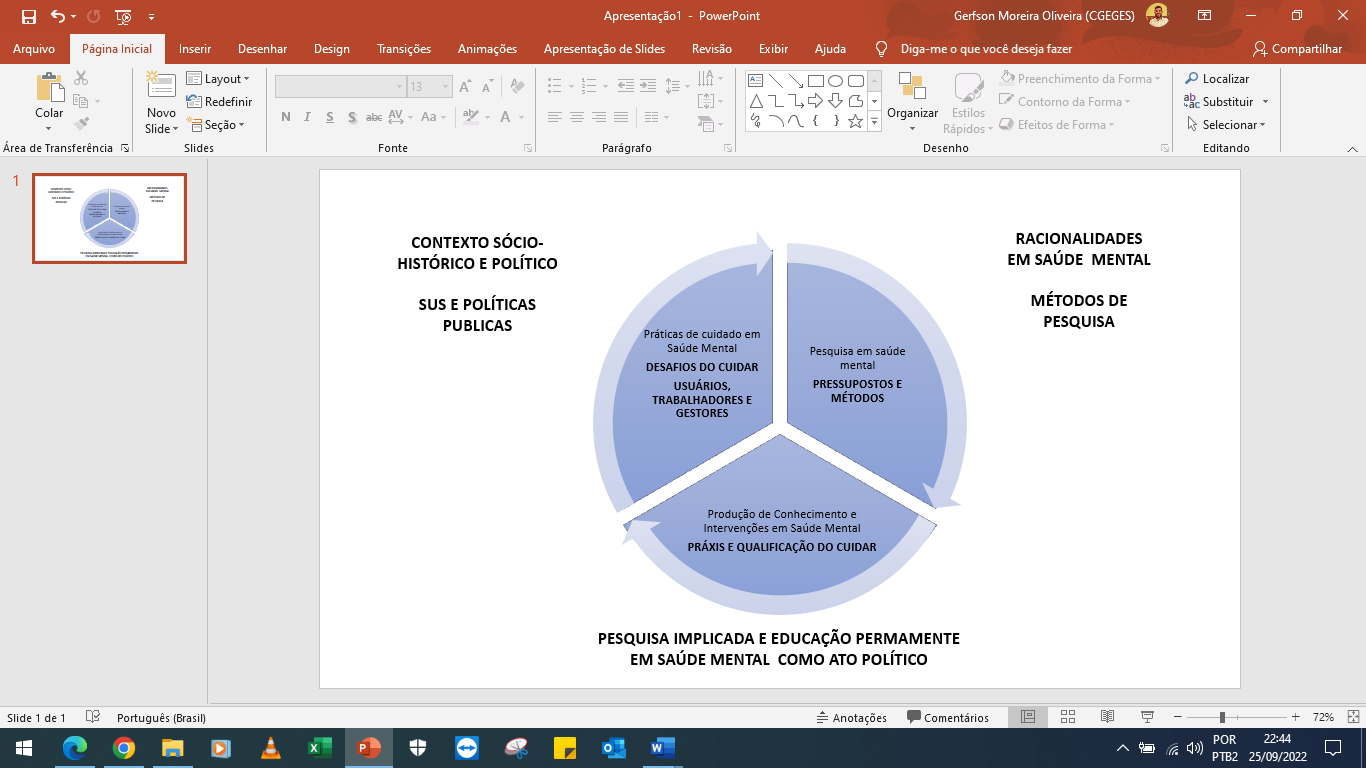 Apresentação1 - PowerPoint
Gerfson Moreira Oliveira (CGEGES)
Arquivo
Página Inicial
Inserir
Desenhar
Design
Transições
Animações
Apresentação de Slides
Revisão
Exibir
Ajuda
Diga-me o que você deseja fazer
Compartilhar
Colar
Novo
Slide
Layout
Redefinir
Seção
13
N I S S abc AV Aa
A
Organizar
Estilos
Rápidos
Preenchimento da Forma
Contorno da Forma
Efeitos de Forma
Localizar
Substituir
Selecionar
Área de Transferência
Slides
Fonte
Parágrafo
Desenho
Editando
1
CONTEXTO SÓCIO-
HISTÓRICO E POLÍTICO
SUS E POLÍTICAS
PUBLICAS
RACIONALIDADES
EM SAÚDE MENTAL
MÉTODOS DE
PESQUISA
Práticas de cuidado em
Saúde Mental
DESAFIOS DO CUIDAR
USUÁRIOS,
TRABALHADORES E
GESTORES
Pesquisa em saúde
mental
PRESSUPOSTOS E
MÉTODOS
Produção de Conhecimento e
Intervenções em Saúde Mental
PRÁXIS E QUALIFICAÇÃO DO CUIDAR
PESQUISA IMPLICADA E EDUCAÇÃO PERMAMENTE
EM SAÚDE MENTAL COMO ATO POLÍTICO
Slide 1 de 1
Português (Brasil)
Anotações
Comentários
72%
POR
PTB2
22:44
25/09/2022